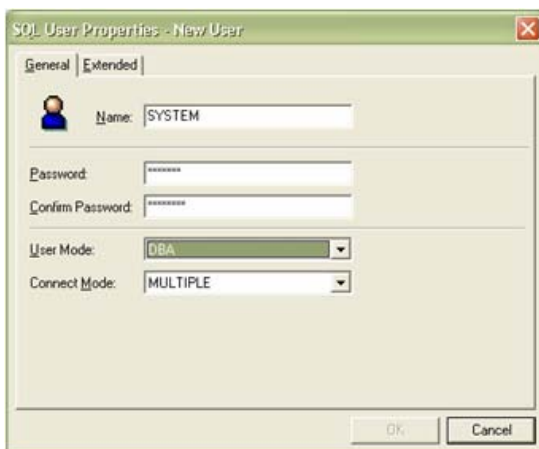 SQL User Properties - New User
General Extended
Name: SYSTEM
Password: *******
Confirm Password: ********
User Mode: DBA
Connect Mode: MULTIPLE
OK Cancel